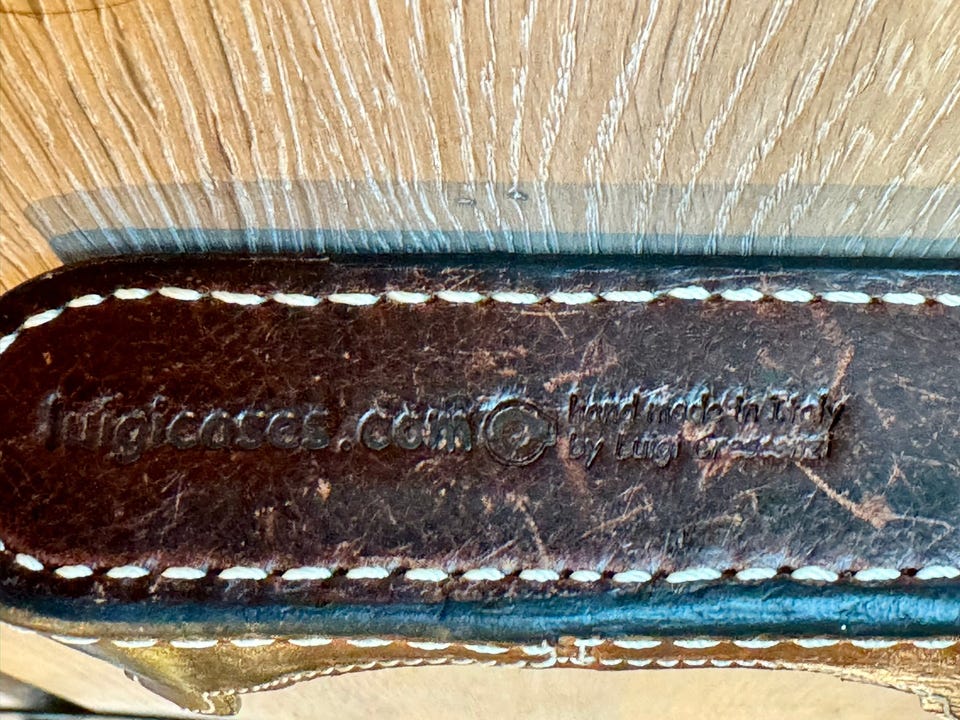 luigicases.com
hand made in Italy
by Luigi